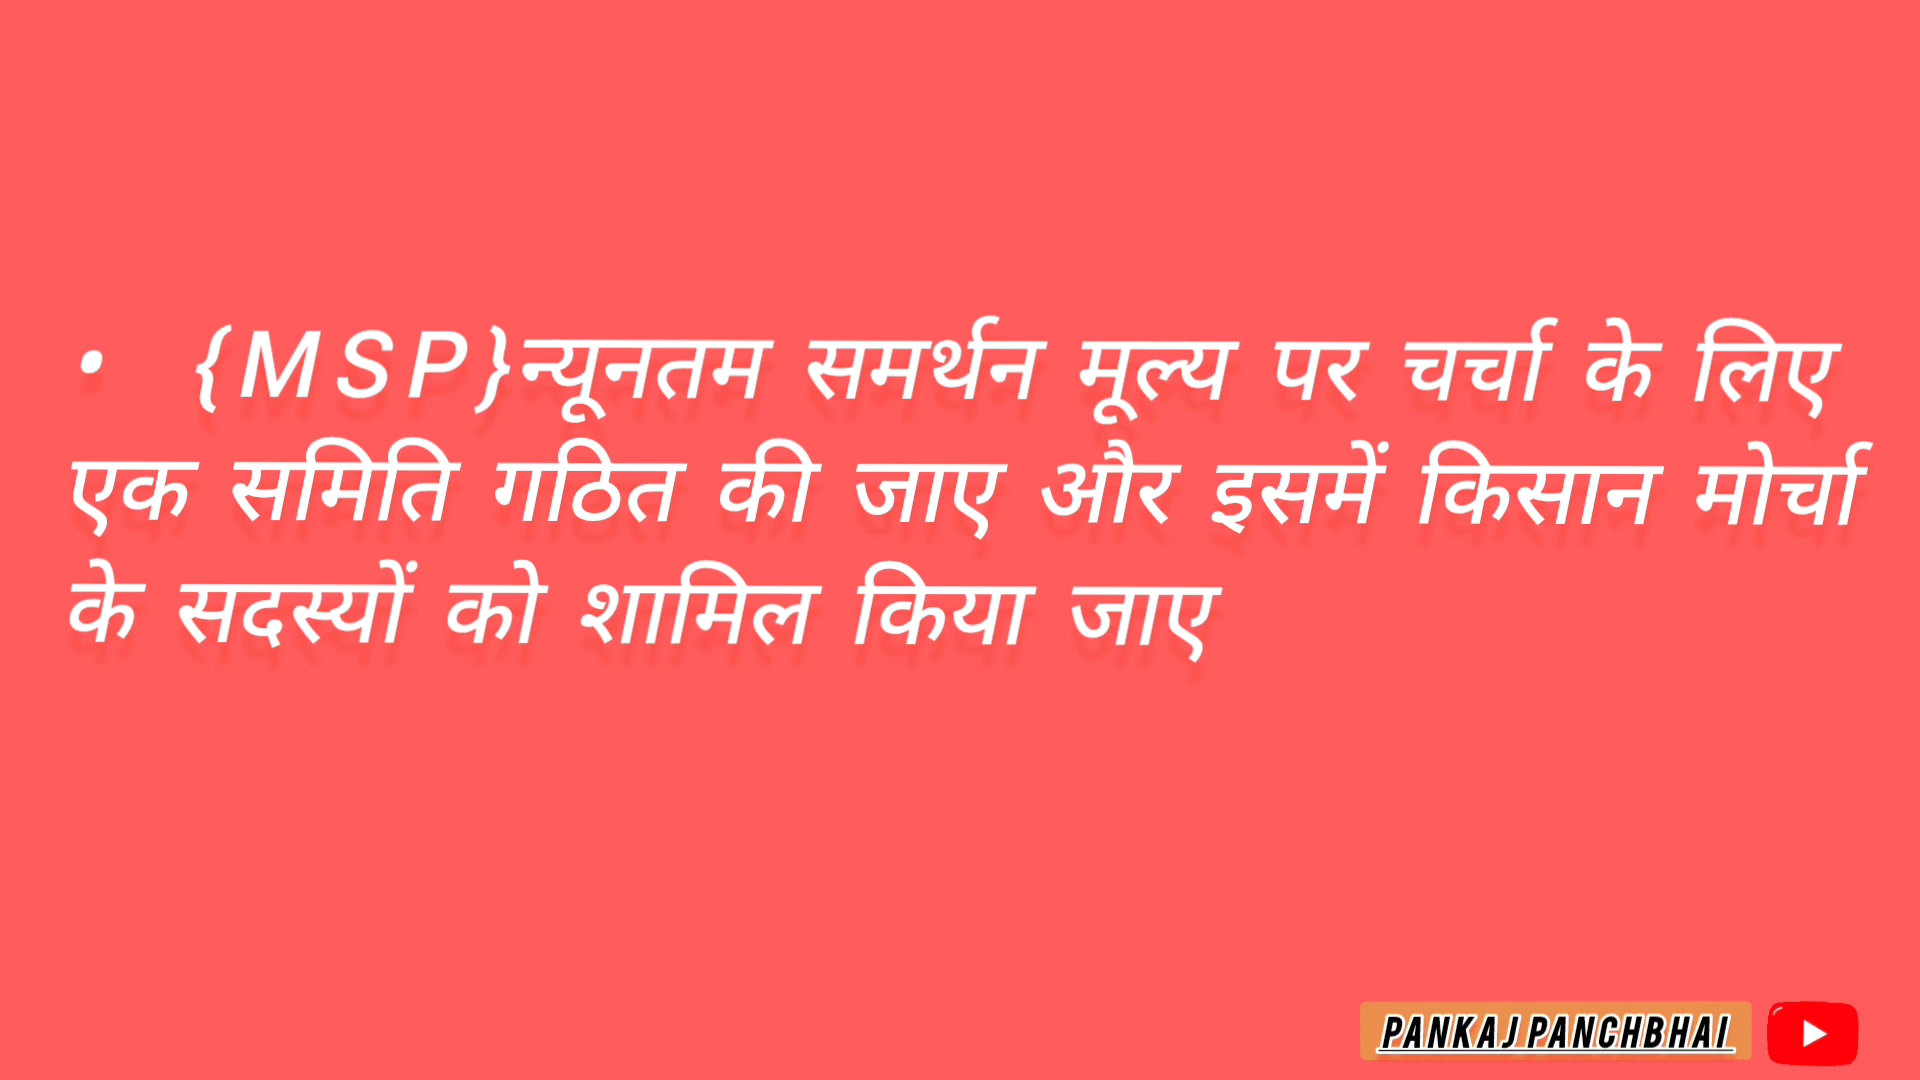 • {MSP}न्यूनतम समर्थन मूल्य पर चर्चा के लिए
एक समिति गठित की जाए और इसमें किसान मोर्चा
के सदस्यों को शामिल किया जाए
PANKAJ PANCHBHAI